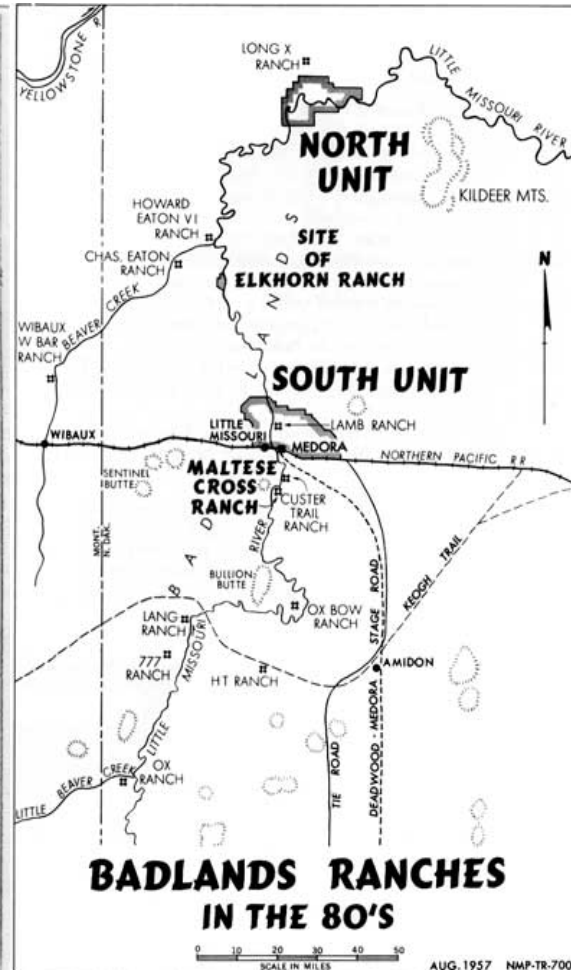 YELLOWSTONE R.
LONG X
RANCH
LITTLE MISSOURI RIVER
NORTH
UNIT
KILDEER MTS.
HOWARD
EATON VI
RANCH
CHAS. EATON
RANCH
SITE
OF
ELKHORN RANCH
N
BEAVER CREEK
WIBAUX
W BAR
RANCH
SOUTH UNIT
LITTLE
MISSOURI
LAMB RANCH
WIBAUX
MEDORA
NORTHERN PACIFIC R R
SENTINEL
BUTTE
MALTESE
CROSS
RANCH
CUSTER
TRAIL
RANCH
MONT.
N. DAK.
BADLANDS
BULLION
BUTTE
OX BOW
RANCH
LANG
RANCH
777
RANCH
LITTLE MISSOURI RIVER
HT RANCH
AMIDON
KEOGH TRAIL
TIE ROAD
DEADWOOD - MEDORA STAGE ROAD
LITTLE BEAVER CREEK
OX
RANCH
BADLANDS RANCHES
IN THE 80'S
0 10 20 30 40 50
SCALE IN MILES
AUG. 1957 NMP-TR-700